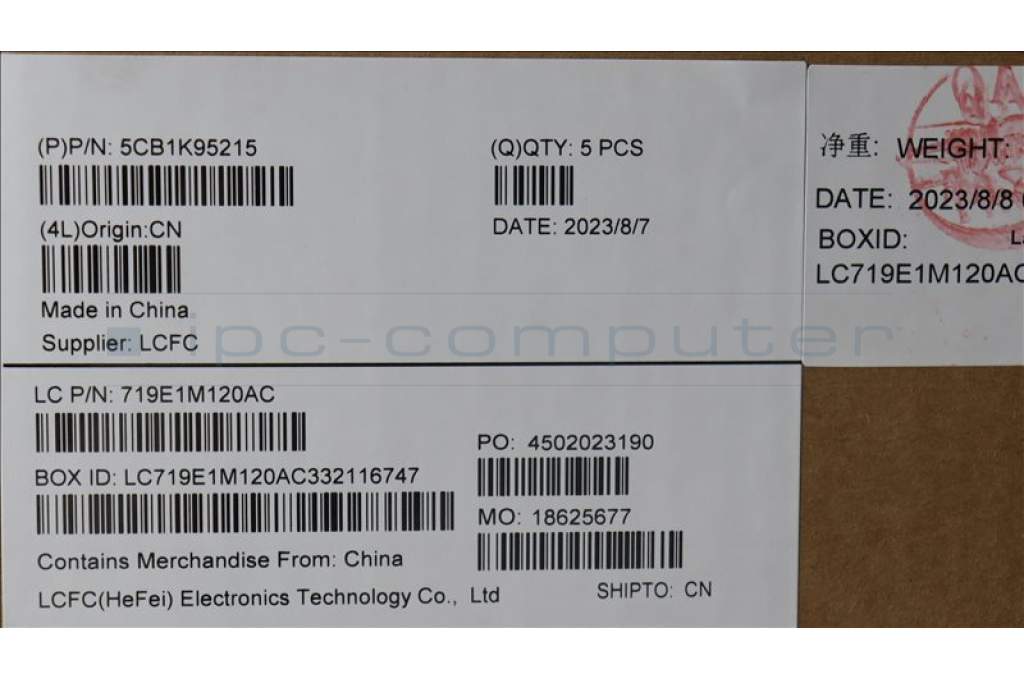 (P)P/N: 5CB1K95215
(Q)QTY: 5 PCS
(4L)Origin:CN
DATE: 2023/8/7
Made in China
Supplier: LCFC
LC P/N: 719E1M120AC
PO: 4502023190
BOX ID: LC719E1M120AC332116747
MO: 18625677
Contains Merchandise From: China
LCFC(HeFei) Electronics Technology Co., Ltd
SHIPTO: CN
QA
净重: WEIGHT:
DATE: 2023/8/8
BOXID:
LC719E1M120AC
ipc-computer